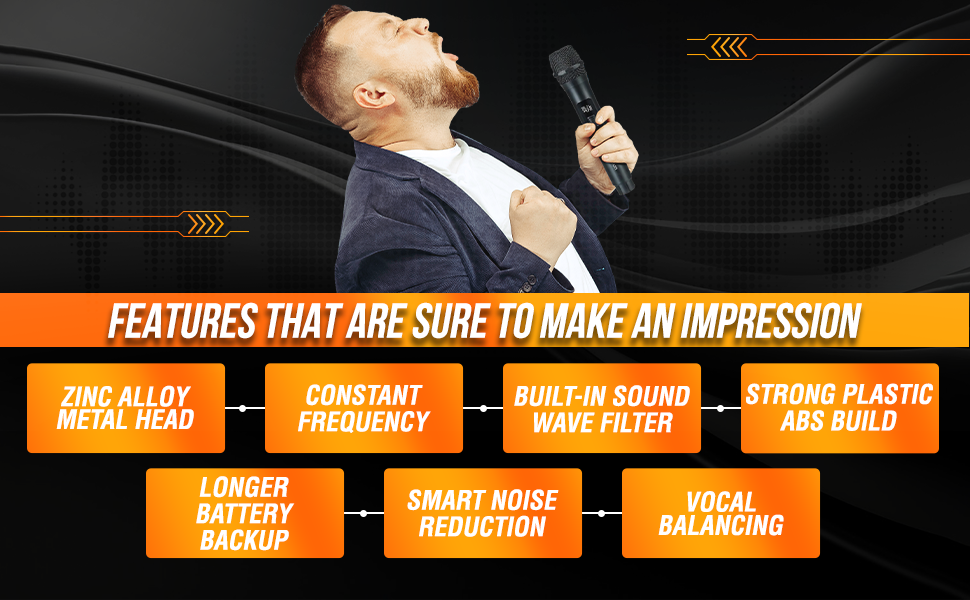 FEATURES THAT ARE SURE TO MAKE AN IMPRESSION
ZINC ALLOY
METAL HEAD
CONSTANT
FREQUENCY
BUILT-IN SOUND
WAVE FILTER
STRONG PLASTIC
ABS BUILD
LONGER
BATTERY
BACKUP
SMART NOISE
REDUCTION
VOCAL
BALANCING